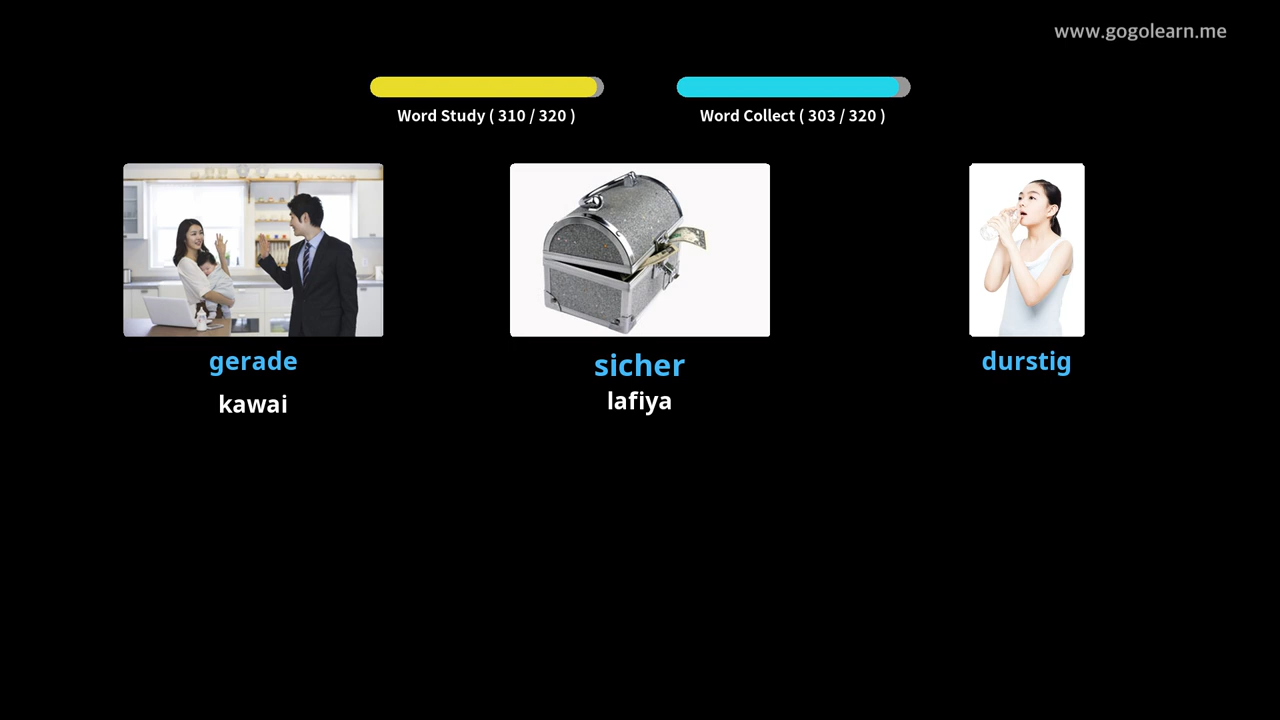 www.gogolearn.me
Word Study ( 310 / 320 )
Word Collect ( 303 / 320 )
gerade
sicher
durstig
kawai
lafiya